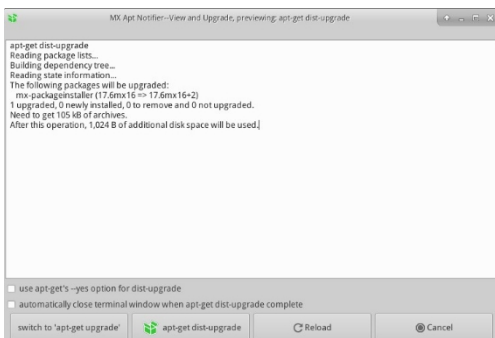 MX Apt Notifier--View and Upgrade, previewing: apt-get dist-upgrade
apt-get dist-upgrade
Reading package lists...
Building dependency tree...
Reading state information...
The following packages will be upgraded:
mx-packageinstaller (17.6mx16 => 17.6mx16+2)
1 upgraded, 0 newly installed, 0 to remove and 0 not upgraded.
Need to get 105 kB of archives.
After this operation, 1,024 B of additional disk space will be used.
use apt-get's --yes option for dist-upgrade
automatically close terminal window when apt-get dist-upgrade complete
switch to 'apt-get upgrade'
apt-get dist-upgrade
Reload
Cancel